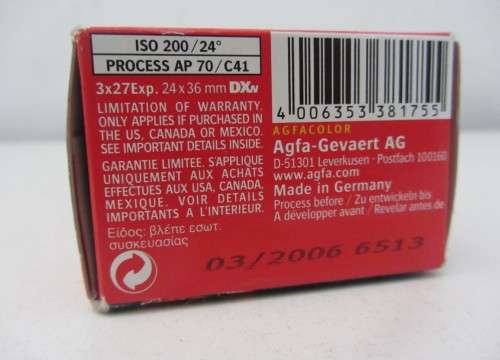 ISO 200/24°
PROCESS AP 70/C41
3x27Exp. 24x36 mm DXN
LIMITATION OF WARRANTY.
ONLY APPLIES IF PURCHASED IN
THE US, CANADA OR MEXICO.
SEE IMPORTANT DETAILS INSIDE.
GARANTIE LIMITEE. S'APPLIQUE
UNIQUEMENT AUX ACHATS
EFFECTUES AUX USA, CANADA,
MEXIQUE. VOIR DETAILS
IMPORTANTS A L'INTERIEUR.
Είδος: βλέπε εσωτ.
συσκευασίας
4 006353 381755
AGFACOLOR
Agfa-Gevaert AG
D-51301 Leverkusen · Postfach 100160
www.agfa.com
Made in Germany
Process before / Zu entwickeln bis
A développer avant / Revelar antes de:
03/2006 6513